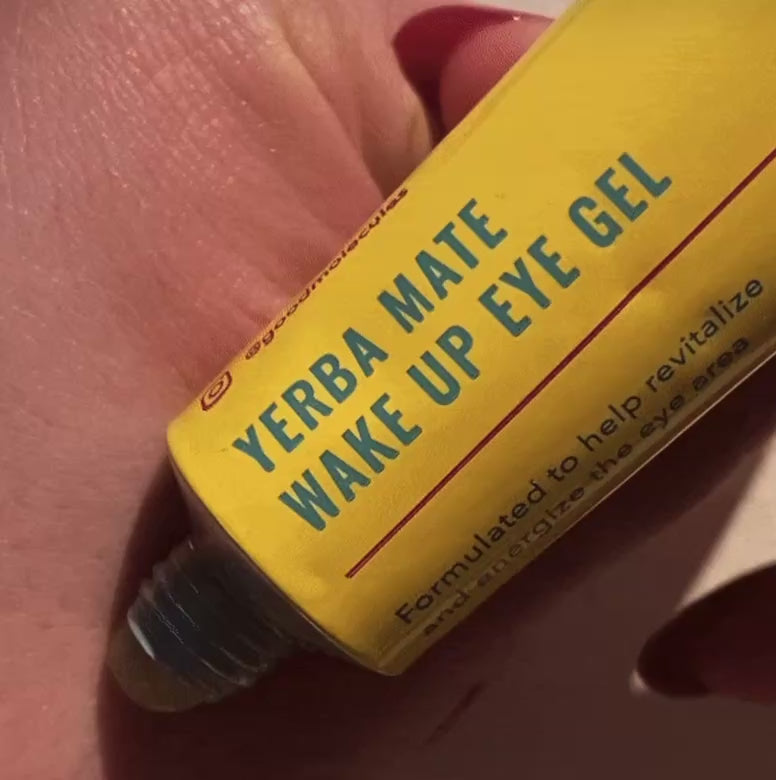 @goodmolecules
YERBA MATE
WAKE UP EYE GEL
Formulated to help revitalize
and energize the eye area